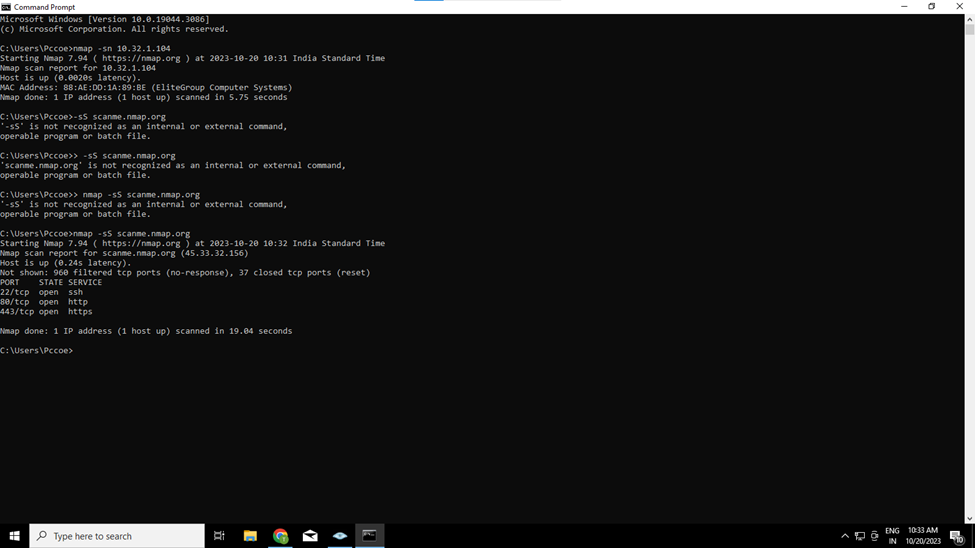 Command Prompt
Microsoft Windows [Version 10.0.19044.3086]
(c) Microsoft Corporation. All rights reserved.
C:\Users\Pccoe>nmap -sn 10.32.1.104
Starting Nmap 7.94 ( https://nmap.org ) at 2023-10-20 10:31 India Standard Time
Nmap scan report for 10.32.1.104
Host is up (0.0020s latency).
MAC Address: 88:AE:DD:1A:89:BE (EliteGroup Computer Systems)
Nmap done: 1 IP address (1 host up) scanned in 5.75 seconds
C:\Users\Pccoe>-sS scanme.nmap.org
'-sS' is not recognized as an internal or external command,
operable program or batch file.
C:\Users\Pccoe>> -sS scanme.nmap.org
'scanme.nmap.org' is not recognized as an internal or external command,
operable program or batch file.
C:\Users\Pccoe>> nmap -sS scanme.nmap.org
'-sS' is not recognized as an internal or external command,
operable program or batch file.
C:\Users\Pccoe>nmap -sS scanme.nmap.org
Starting Nmap 7.94 ( https://nmap.org ) at 2023-10-20 10:32 India Standard Time
Nmap scan report for scanme.nmap.org (45.33.32.156)
Host is up (0.24s latency).
Not shown: 960 filtered tcp ports (no-response), 37 closed tcp ports (reset)
PORT    STATE SERVICE
22/tcp  open  ssh
80/tcp  open  http
443/tcp open  https
Nmap done: 1 IP address (1 host up) scanned in 19.04 seconds
C:\Users\Pccoe>
Type here to search
ENG
IN
10:33 AM
10/20/2023
10